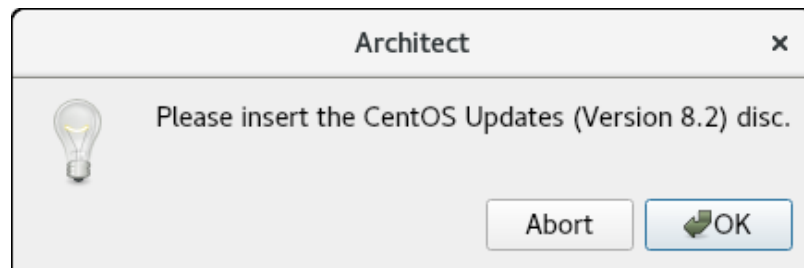 Architect
Please insert the CentOS Updates (Version 8.2) disc.
Abort
OK